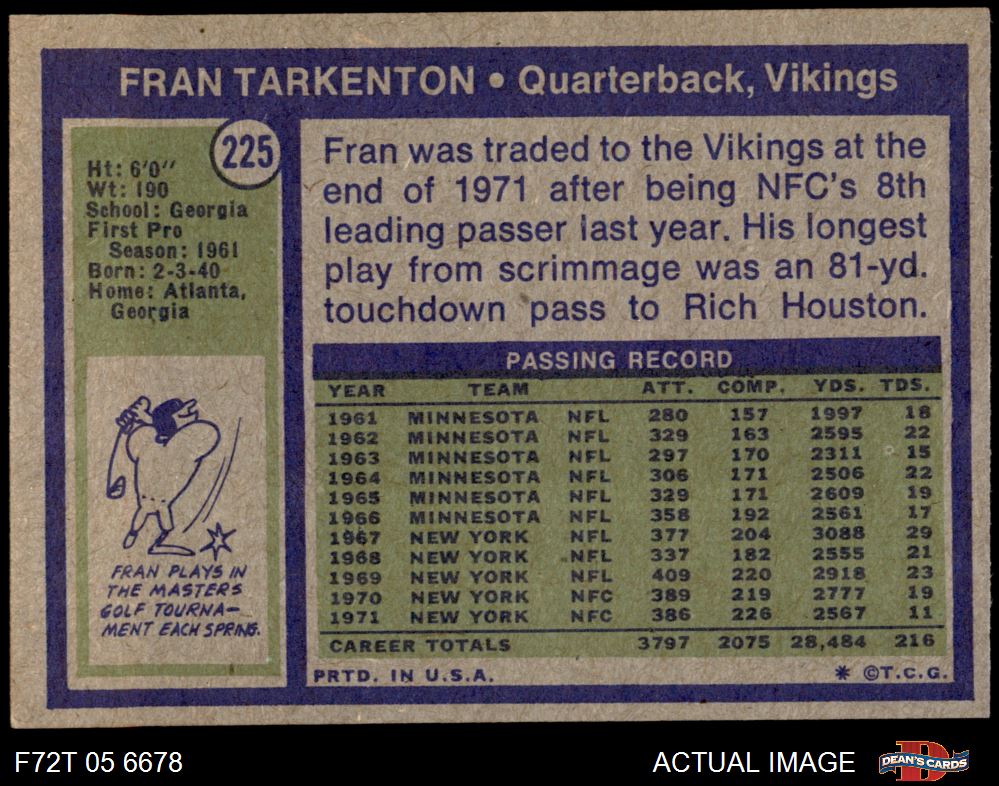 FRAN TARKENTON • Quarterback, Vikings
225
Ht: 6'0''
Wt: 190
School: Georgia
First Pro
Season: 1961
Born: 2-3-40
Home: Atlanta,
Georgia
FRAN PLAYS IN
THE MASTERS
GOLF TOURNA-
MENT EACH SPRING.
Fran was traded to the Vikings at the
end of 1971 after being NFC's 8th
leading passer last year. His longest
play from scrimmage was an 81-yd.
touchdown pass to Rich Houston.
PASSING RECORD
YEAR TEAM ATT. COMP. YDS. TDS.
1961 MINNESOTA NFL 280 157 1997 18
1962 MINNESOTA NFL 329 163 2595 22
1963 MINNESOTA NFL 297 170 2311 15
1964 MINNESOTA NFL 306 171 2506 22
1965 MINNESOTA NFL 329 171 2609 19
1966 MINNESOTA NFL 358 192 2561 17
1967 NEW YORK NFL 377 204 3088 29
1968 NEW YORK NFL 337 182 2555 21
1969 NEW YORK NFL 409 220 2918 23
1970 NEW YORK NFC 389 219 2777 19
1971 NEW YORK NFC 386 226 2567 11
CAREER TOTALS 3797 2075 28,484 216
PRTD. IN U.S.A. * ©T.C.G.
F72T 05 6678 ACTUAL IMAGE D DEAN'S CARDS